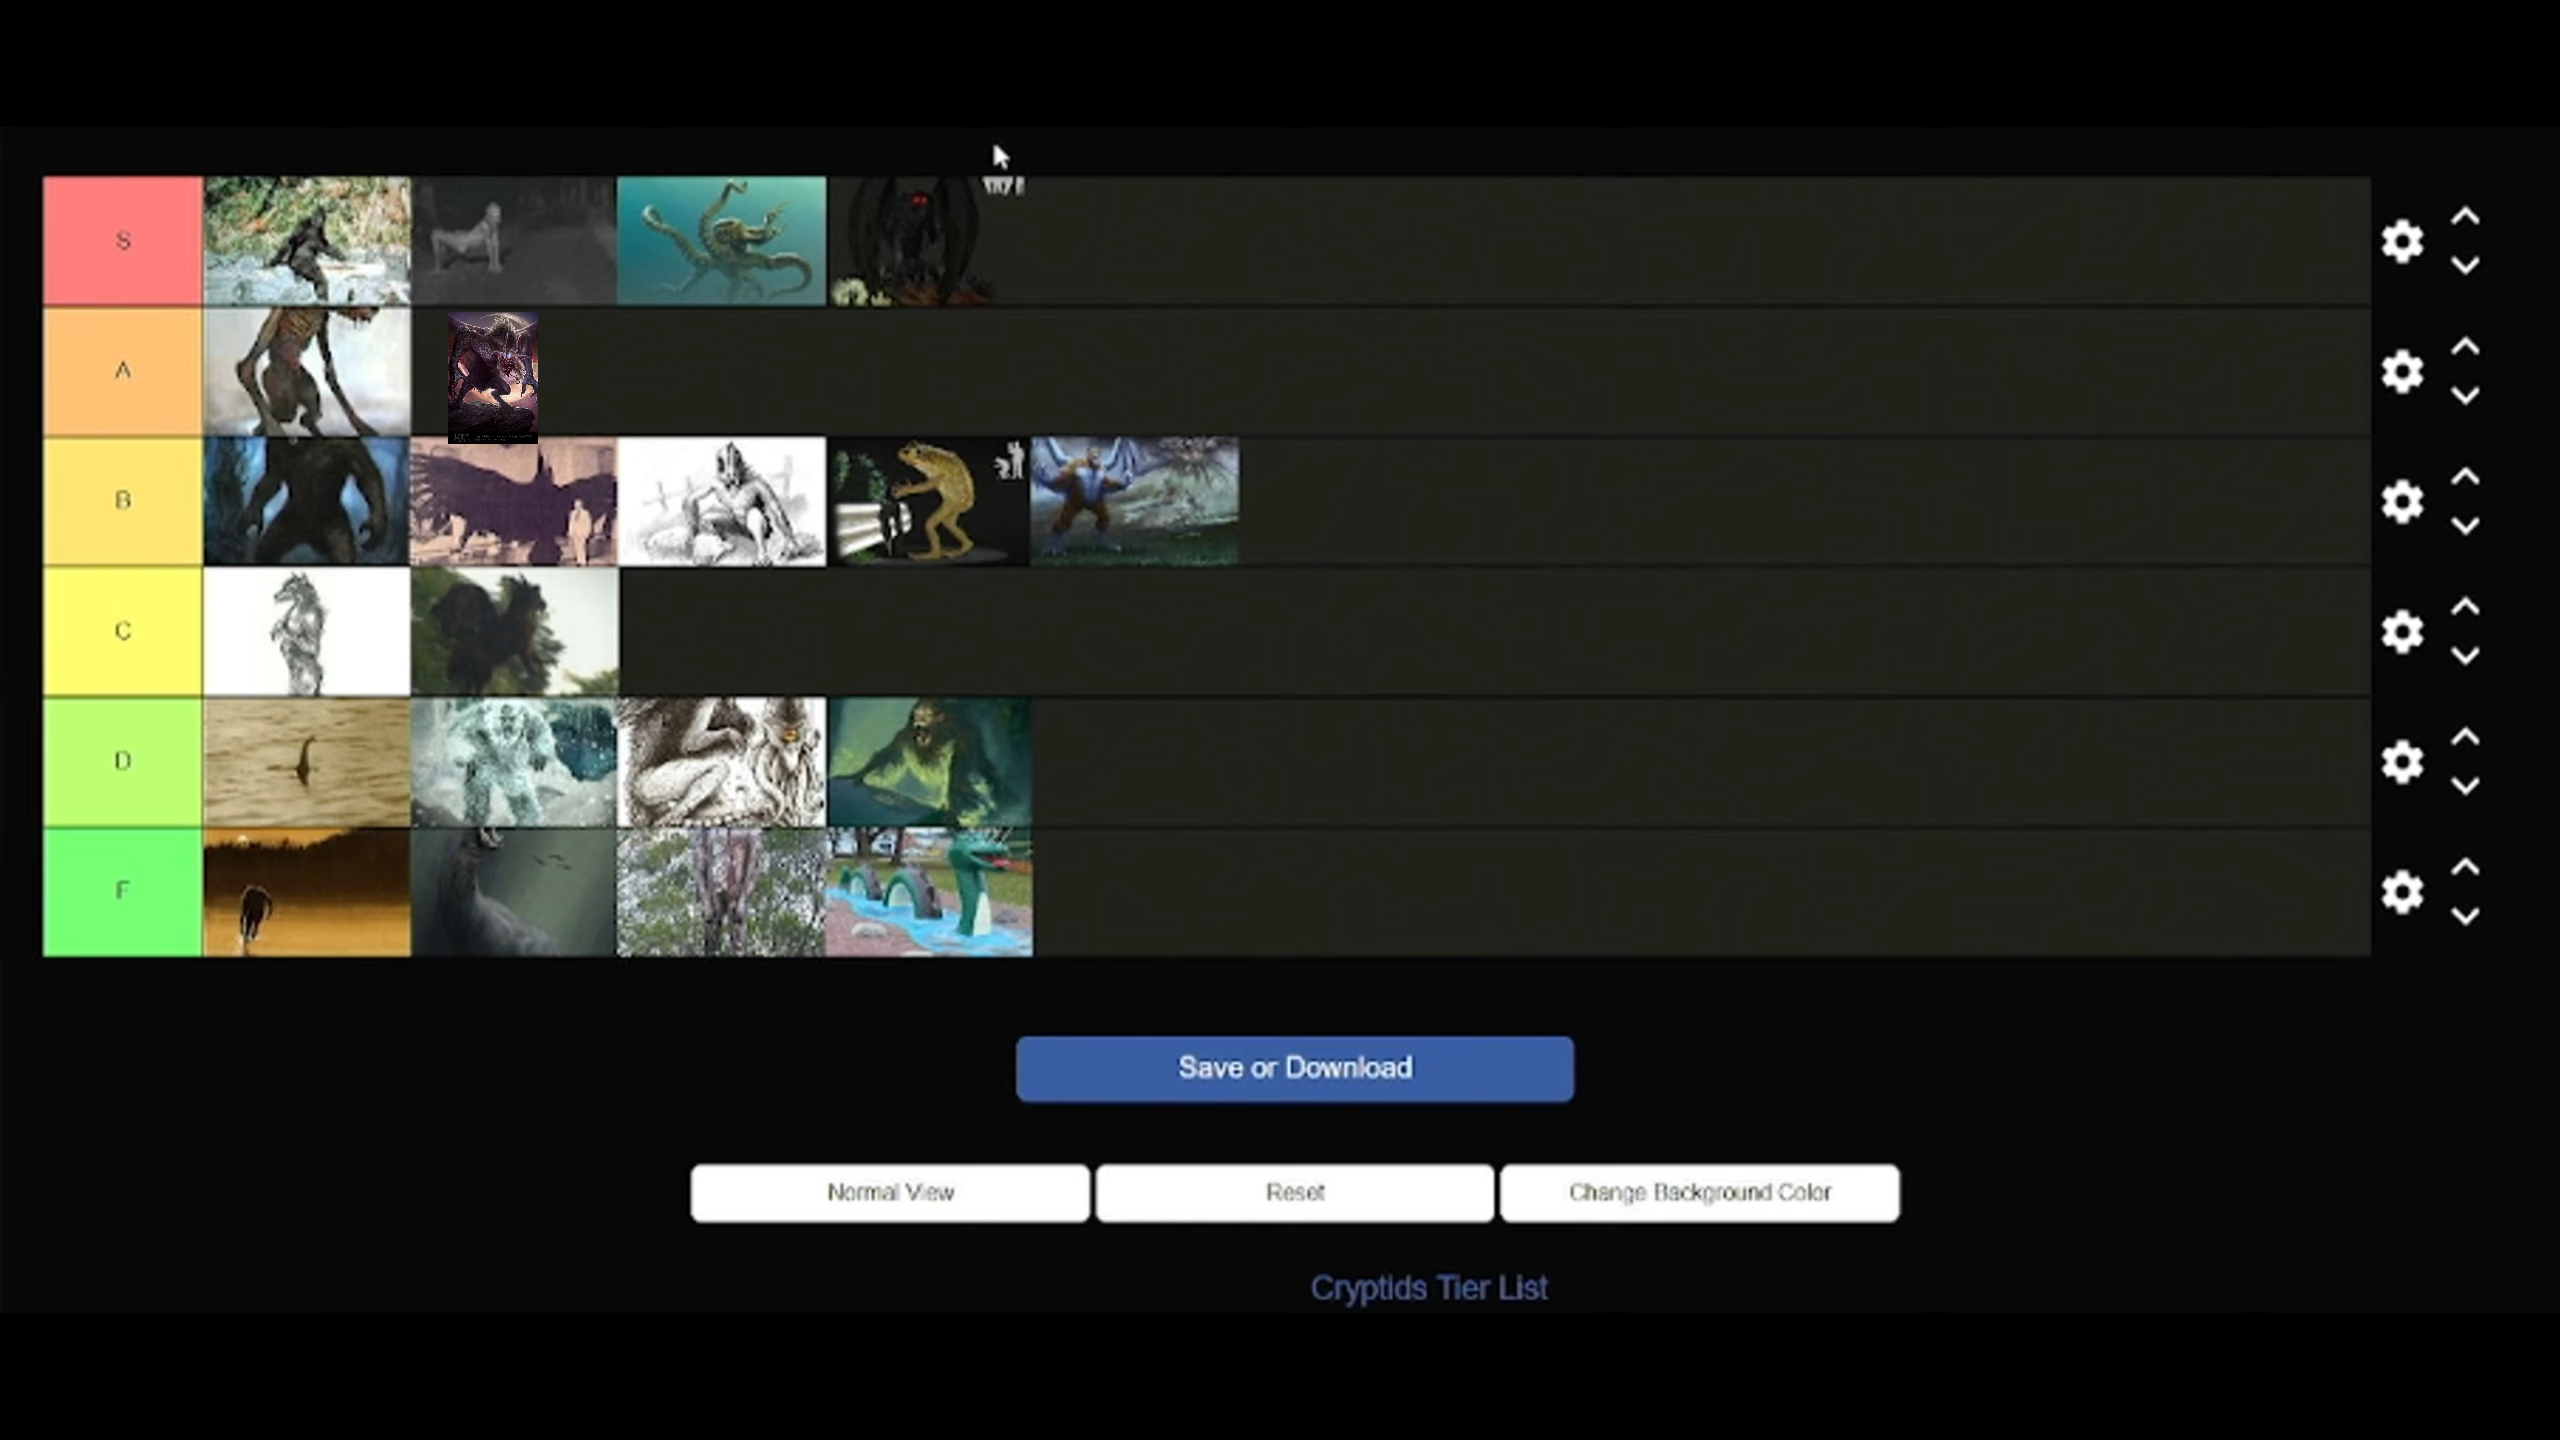 S
A
B
C
D
F
Save or Download
Normal View
Reset
Change Background Color
Cryptids Tier List